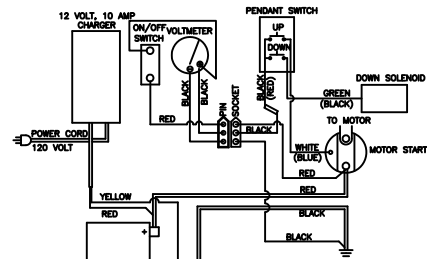 12 VOLT, 10 AMP
CHARGER
ON/OFF
SWITCH
VOLTMETER
PENDANT SWITCH
UP
DOWN
BLACK
BLACK
BLACK
(RED)
DOWN SOLENOID
GREEN
(BLACK)
PIN
SOCKET
RED
BLACK
TO MOTOR
POWER CORD
120 VOLT
WHITE
(BLUE)
MOTOR START
RED
RED
YELLOW
RED
BLACK
+
BLACK